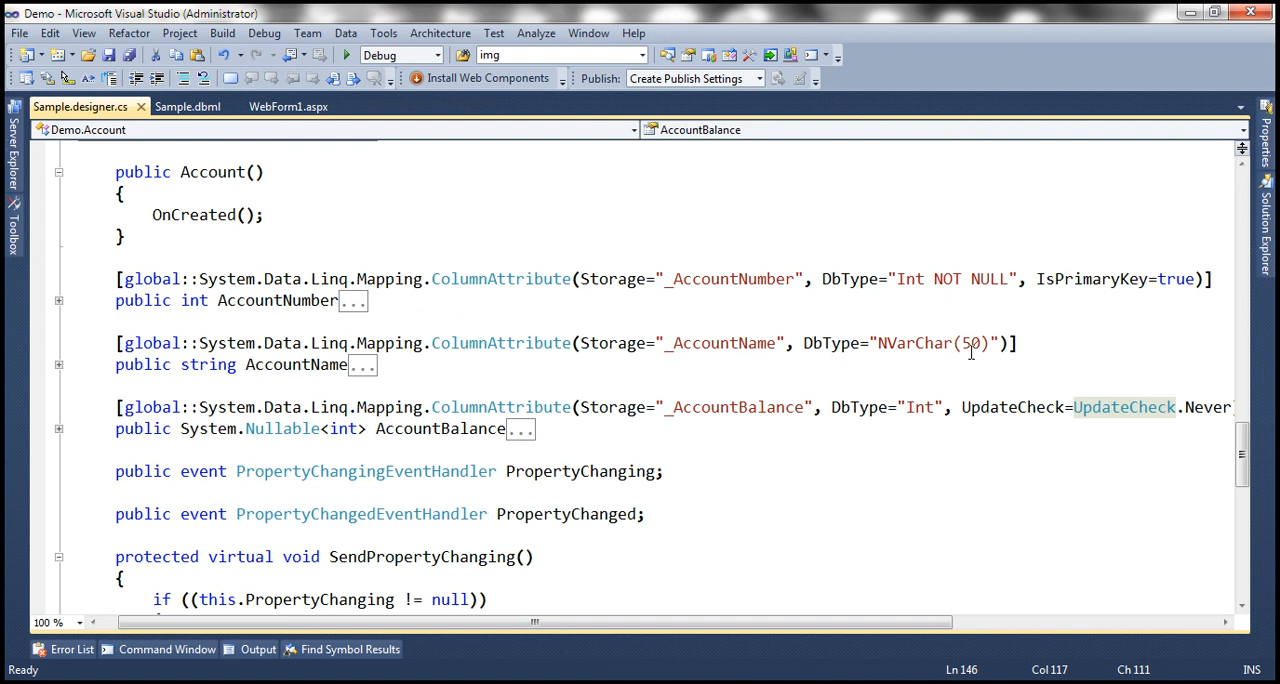 Demo - Microsoft Visual Studio (Administrator)
File Edit View Refactor Project Build Debug Team Data Tools Architecture Test Analyze Window Help
Debug img
Install Web Components Publish: Create Publish Settings
Sample.designer.cs Sample.dbml WebForm1.aspx
Demo.Account AccountBalance
Server Explorer
Toolbox
Properties
Solution Explorer
public Account()
{
OnCreated();
}
[global::System.Data.Linq.Mapping.ColumnAttribute(Storage="_AccountNumber", DbType="Int NOT NULL", IsPrimaryKey=true)]
public int AccountNumber...
[global::System.Data.Linq.Mapping.ColumnAttribute(Storage="_AccountName", DbType="NVarChar(50)")]
public string AccountName...
[global::System.Data.Linq.Mapping.ColumnAttribute(Storage="_AccountBalance", DbType="Int", UpdateCheck=UpdateCheck.Never
public System.Nullable<int> AccountBalance...
public event PropertyChangingEventHandler PropertyChanging;
public event PropertyChangedEventHandler PropertyChanged;
protected virtual void SendPropertyChanging()
{
if ((this.PropertyChanging != null))
100 %
Error List Command Window Output Find Symbol Results
Ready Ln 146 Col 117 Ch 111 INS